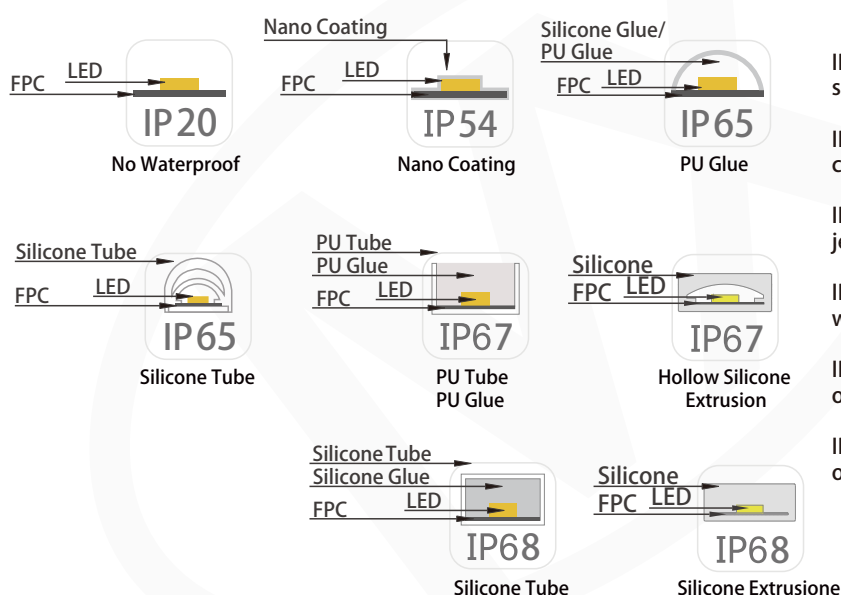 Nano Coating
Silicone Glue/
PU Glue
FPC
LED
IP20
No Waterproof
FPC
LED
IP54
Nano Coating
FPC
LED
IP65
PU Glue
Silicone Tube
FPC
LED
IP65
Silicone Tube
PU Tube
PU Glue
FPC
LED
IP67
PU Tube
PU Glue
Silicone
FPC
LED
IP67
Hollow Silicone
Extrusion
Silicone Tube
Silicone Glue
FPC
LED
IP68
Silicone Tube
Silicone
FPC
LED
IP68
Silicone Extrusione